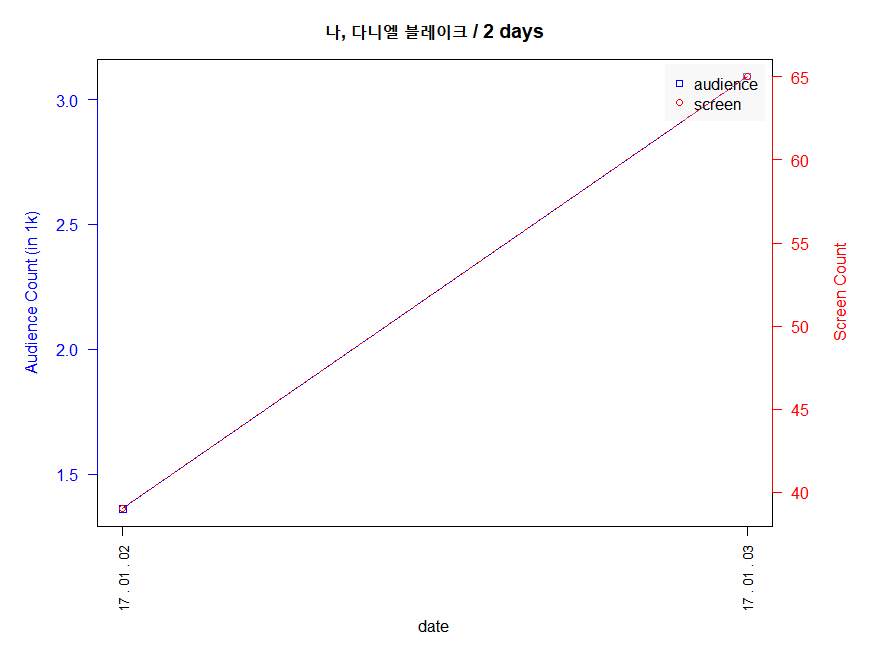 나, 다니엘 블레이크 / 2 days
audience
screen
Audience Count (in 1k)
3.0
2.5
2.0
1.5
65
60
55
50
45
40
Screen Count
17 . 01 . 02
17 . 01 . 03
date